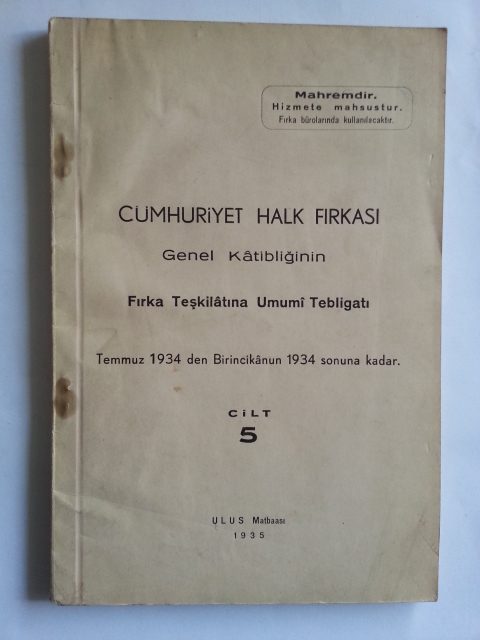 Mahremdir.
Hizmete mahsustur.
Fırka bürolarında kullanılacaktır.
CÜMHURİYET HALK FIRKASI
Genel Kâtibliğinin
Fırka Teşkilâtına Umumî Tebligatı
Temmuz 1934 den Birincikânun 1934 sonuna kadar.
CİLT
5
ULUS Matbaası
1935